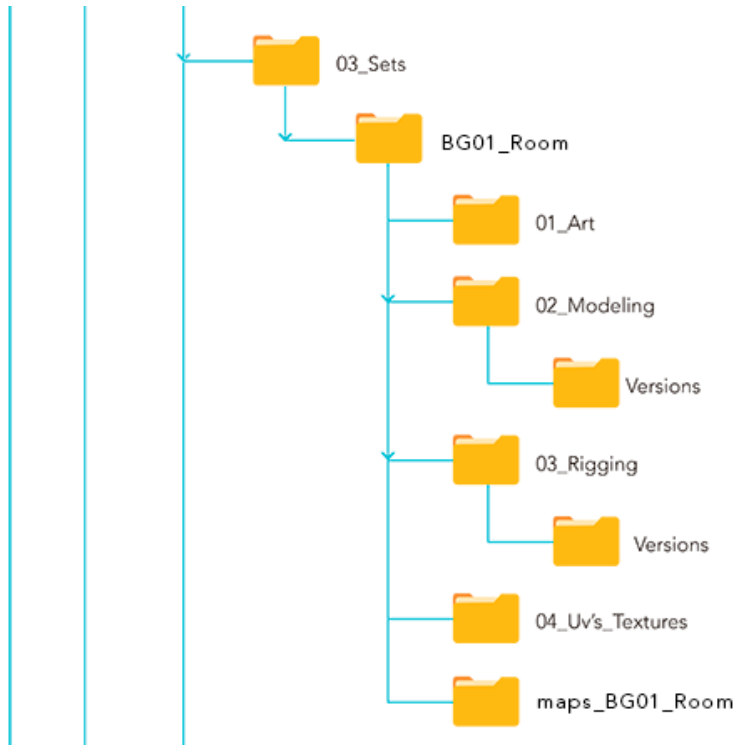 03_Sets
BG01_Room
01_Art
02_Modeling
Versions
03_Rigging
Versions
04_Uv's_Textures
maps_BG01_Room